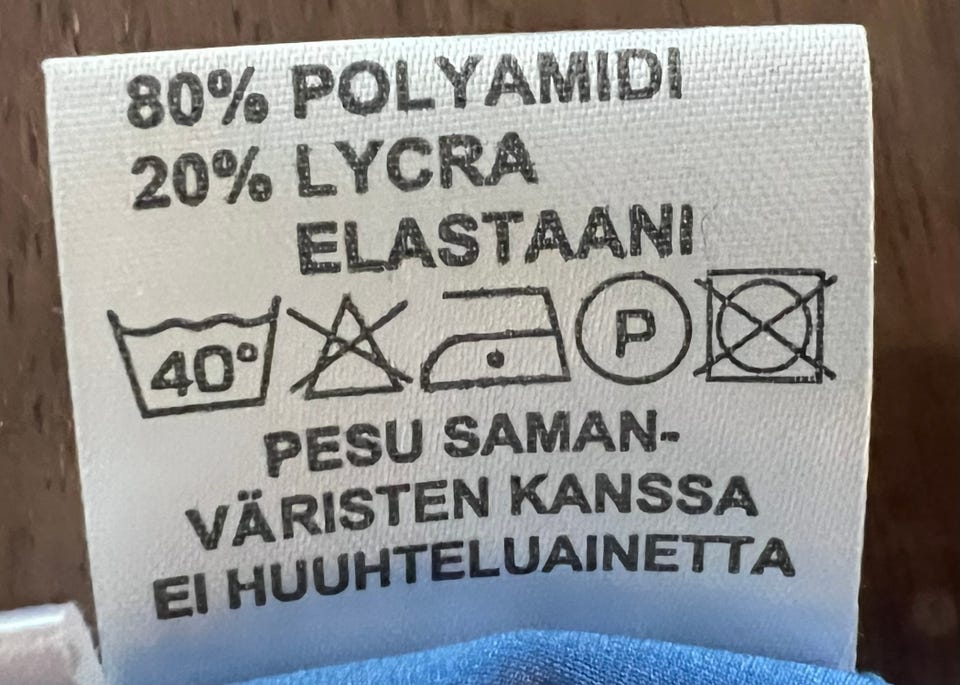 80% POLYAMIDI
20% LYCRA
ELASTAANI
40°
P
PESU SAMAN-
VÄRISTEN KANSSA
EI HUUHTELUAINETTA